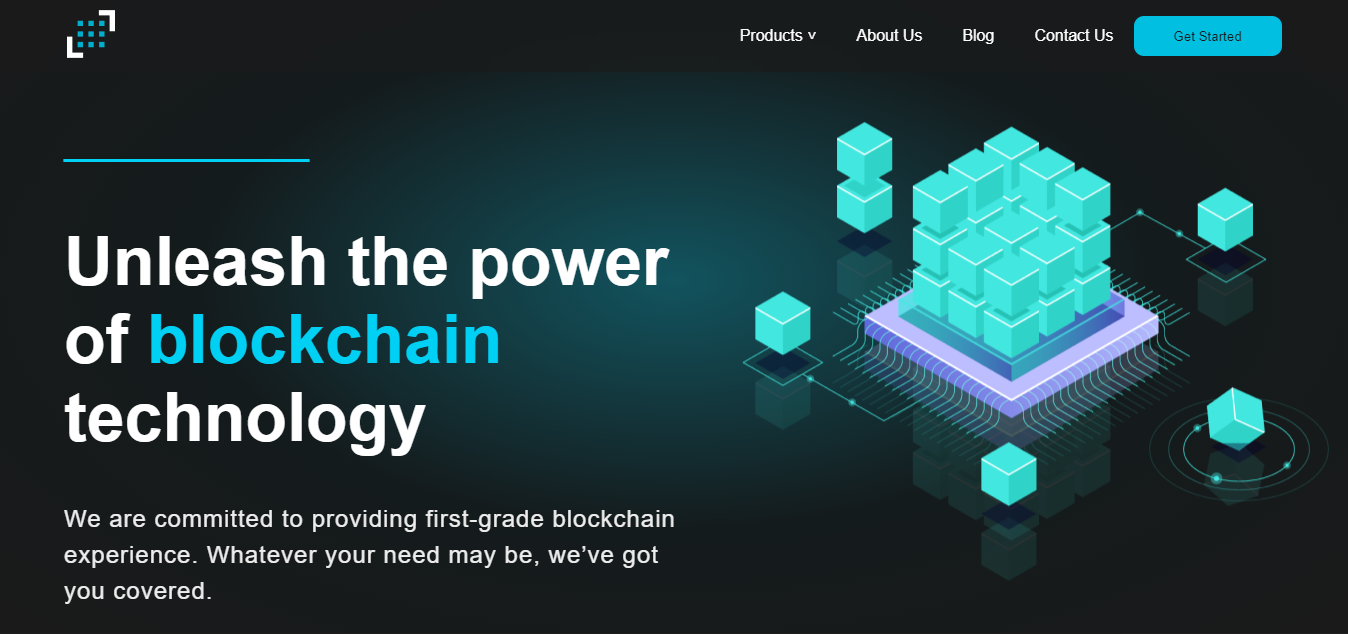 Products v
About Us
Blog
Contact Us
Get Started
Unleash the power
of blockchain
technology
We are committed to providing first-grade blockchain
experience. Whatever your need may be, we’ve got
you covered.